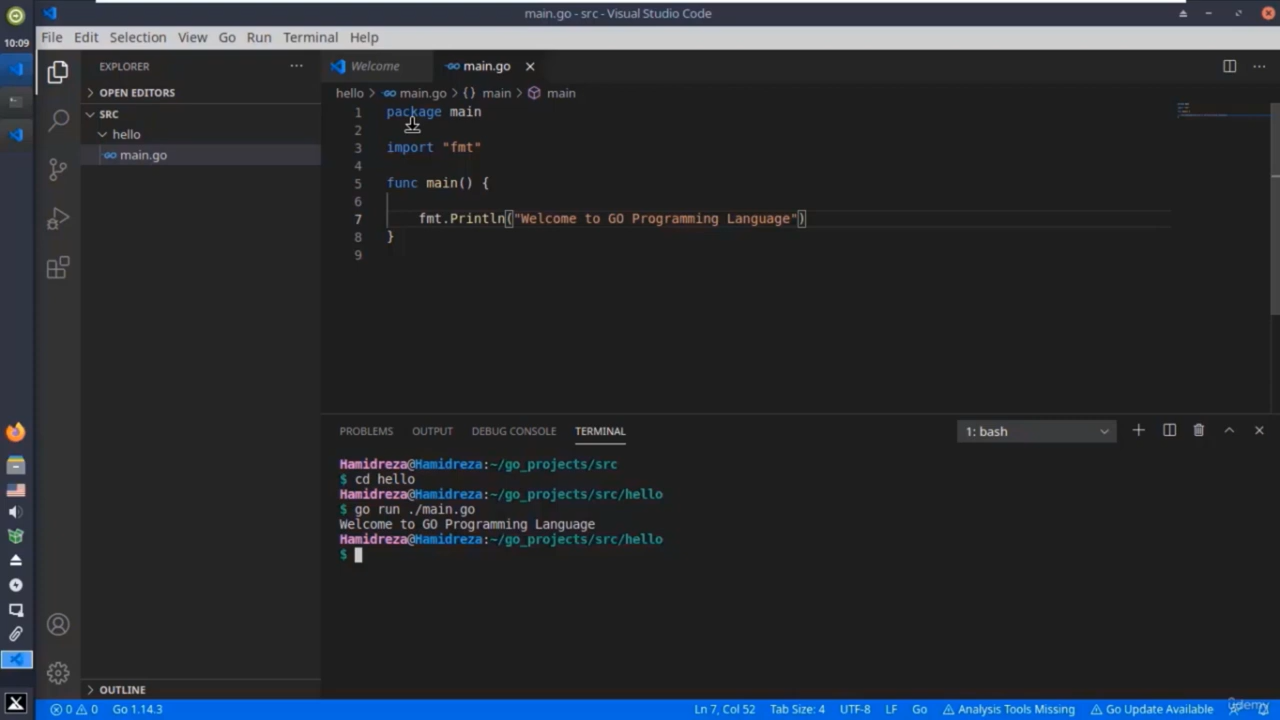 main.go - src - Visual Studio Code
10:09
File Edit Selection View Go Run Terminal Help
EXPLORER
OPEN EDITORS
SRC
hello
main.go
Welcome
main.go
hello > main.go > {} main > main
1 package main
2
3 import "fmt"
4
5 func main() {
6
7 fmt.Println("Welcome to GO Programming Language")
8 }
9
PROBLEMS OUTPUT DEBUG CONSOLE TERMINAL
1: bash
Hamidreza@Hamidreza:~/go_projects/src
$ cd hello
Hamidreza@Hamidreza:~/go_projects/src/hello
$ go run ./main.go
Welcome to GO Programming Language
Hamidreza@Hamidreza:~/go_projects/src/hello
$
OUTLINE
0 0 Go 1.14.3
Ln 7, Col 52 Tab Size: 4 UTF-8 LF Go Analysis Tools Missing Go Update Available
udemy